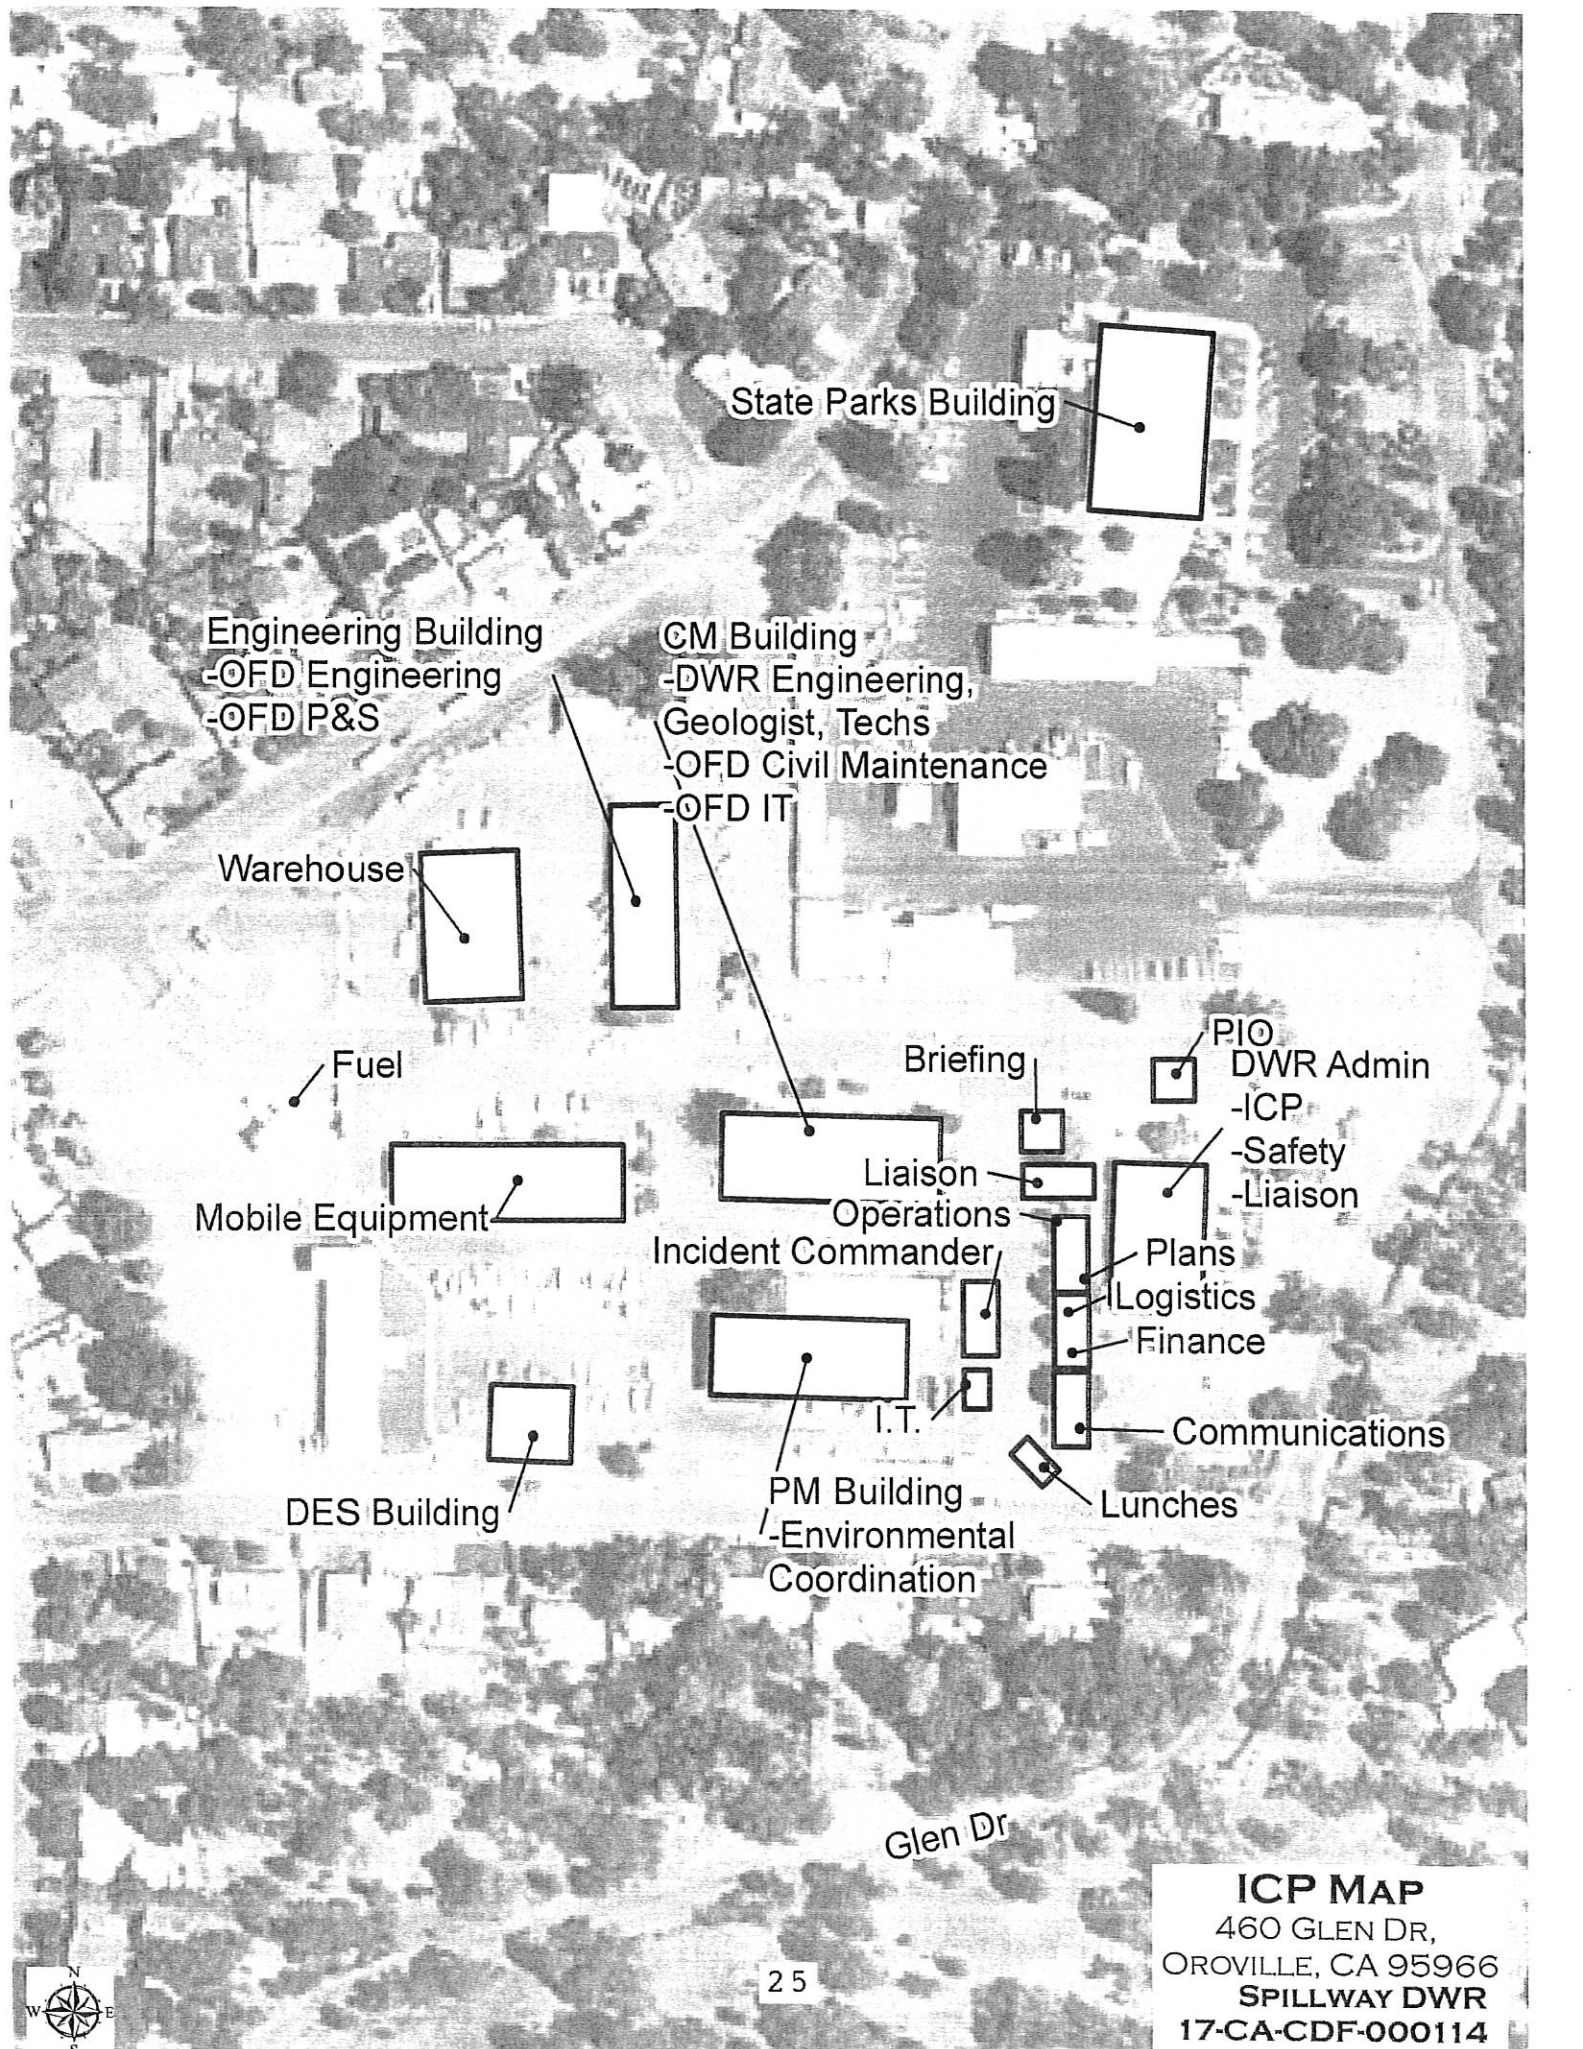 State Parks Building
Engineering Building
-OFD Engineering
-OFD P&S
CM Building
-DWR Engineering,
Geologist, Techs
-OFD Civil Maintenance
-OFD IT
Warehouse
Fuel
Briefing
PIO
DWR Admin
-ICP
-Safety
-Liaison
Liaison
Mobile Equipment
Operations
Incident Commander
Plans
Logistics
Finance
I.T.
Communications
DES Building
PM Building
-Environmental
Coordination
Lunches
Glen Dr
ICP MAP
460 GLEN DR,
OROVILLE, CA 95966
SPILLWAY DWR
17-CA-CDF-000114
25
N
W E
S